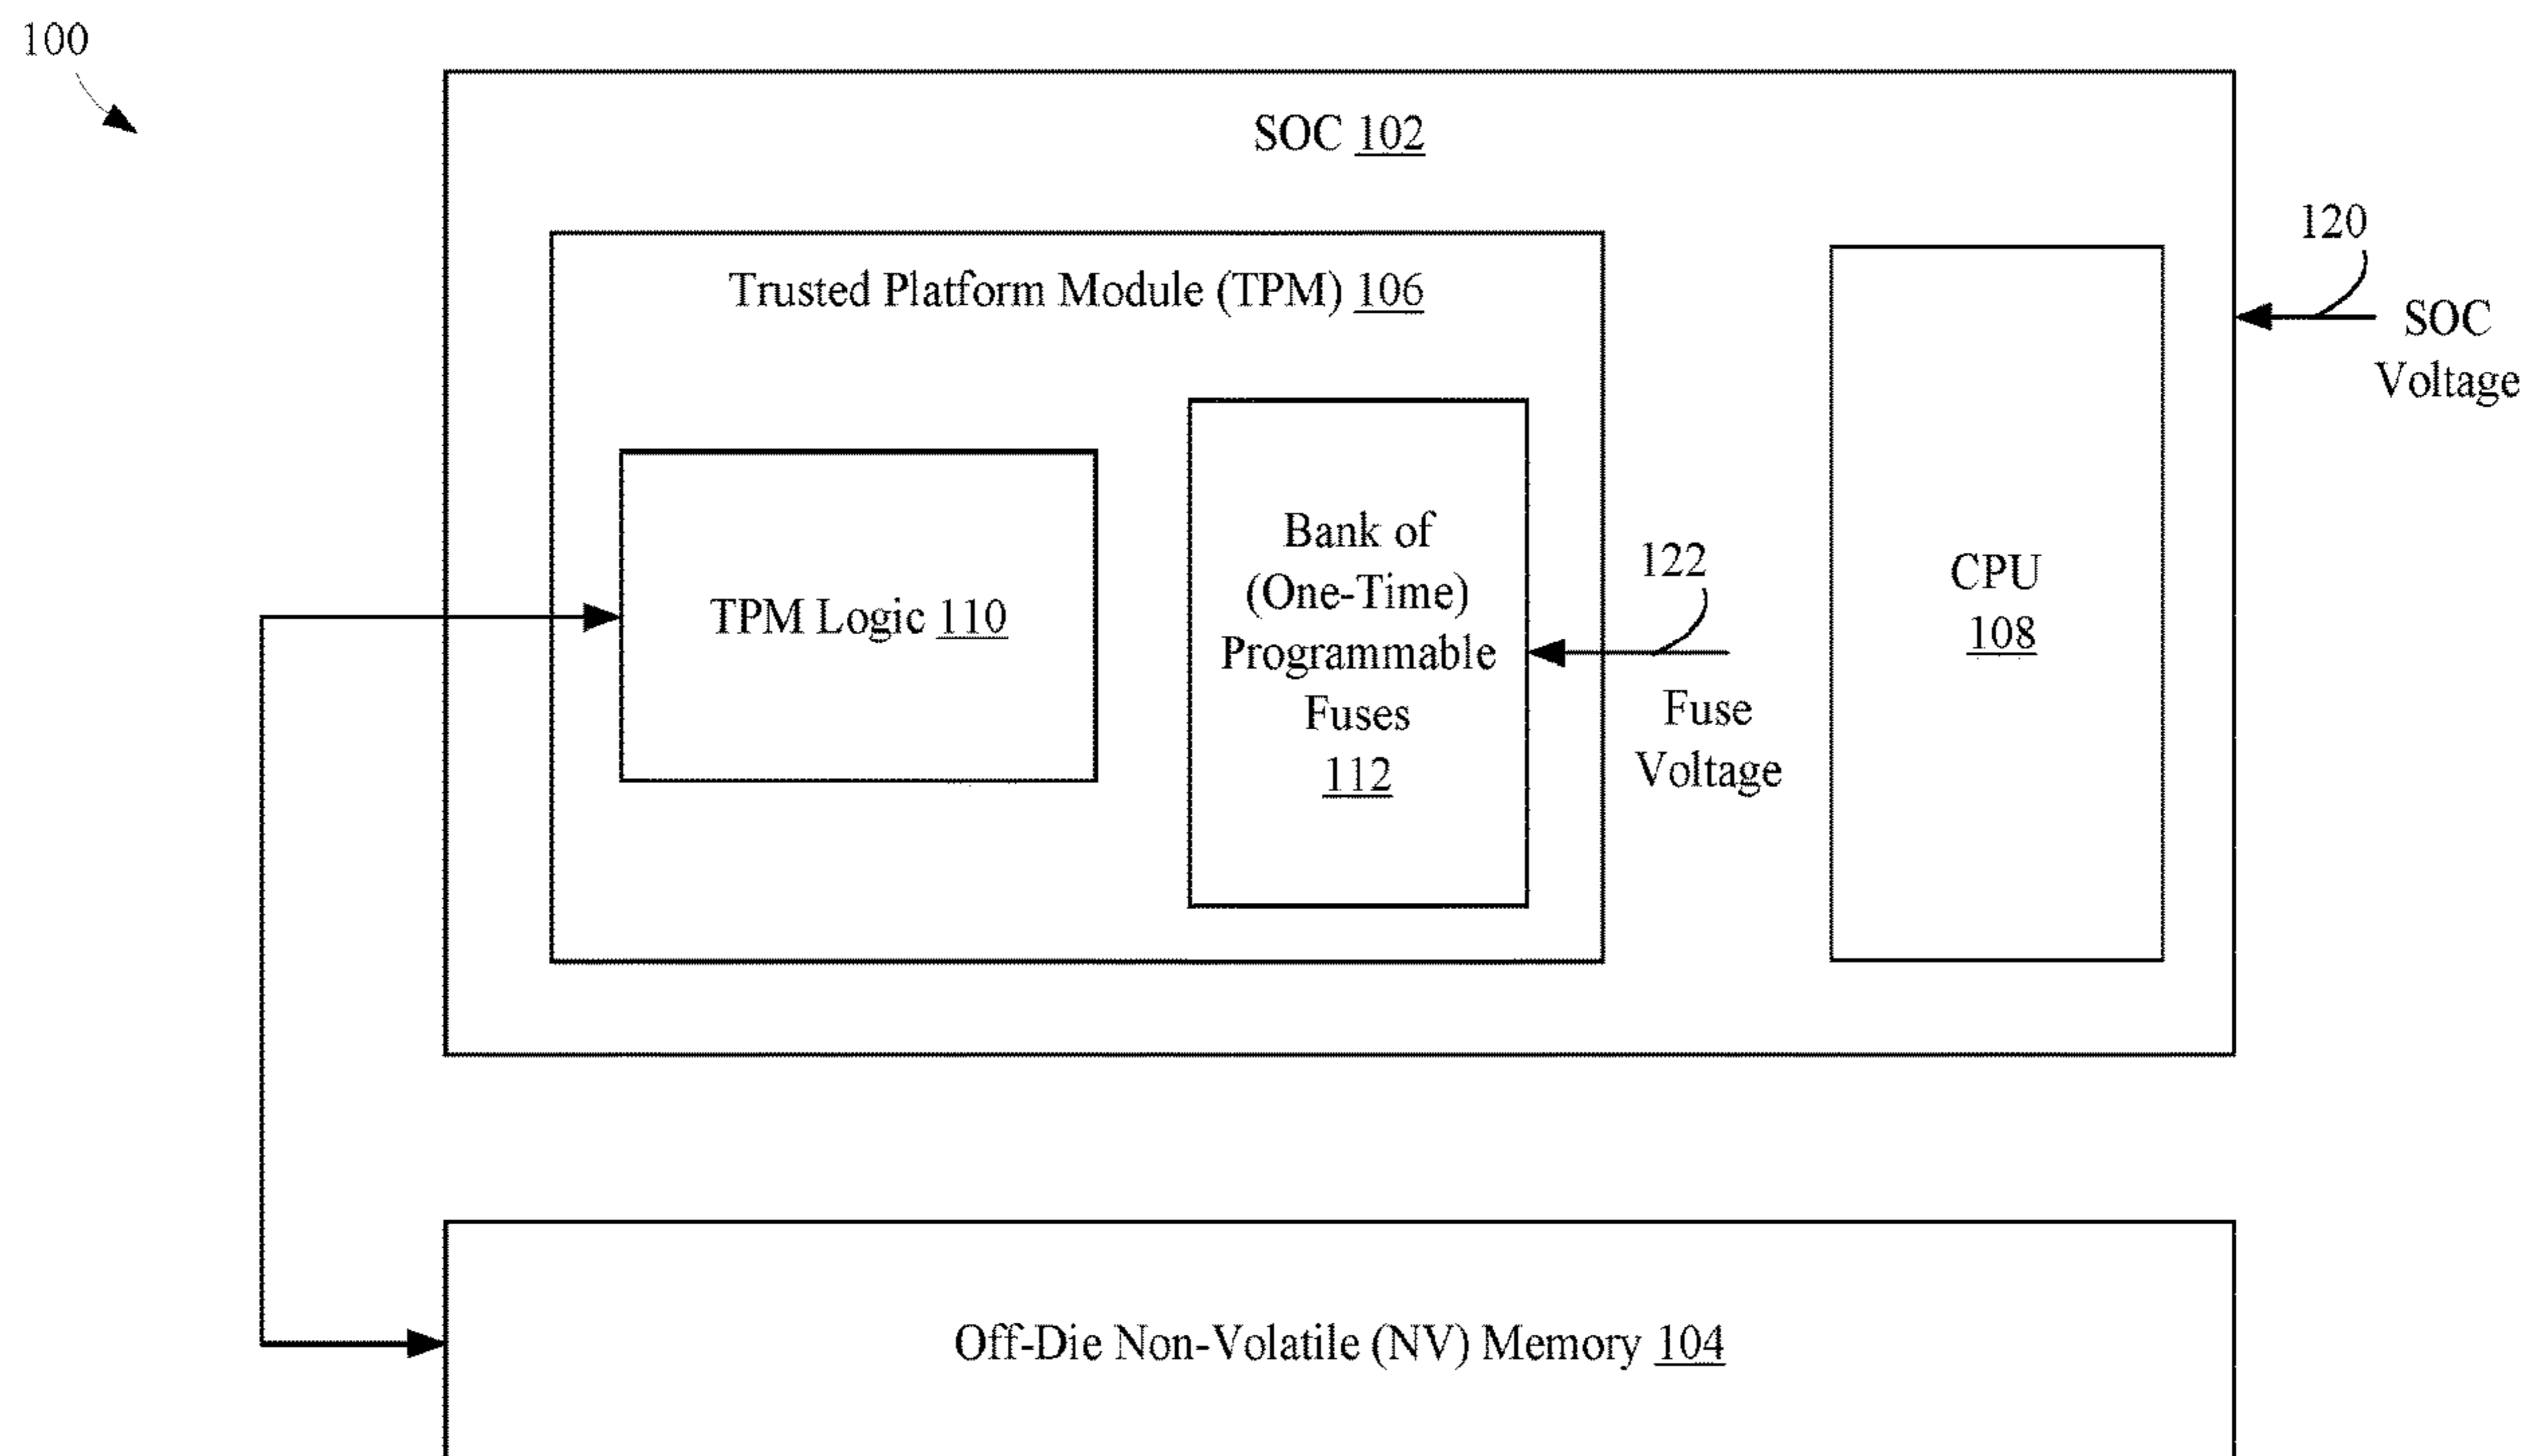 100
SOC 102
120
SOC
Voltage
Trusted Platform Module (TPM) 106
TPM Logic 110
Bank of
(One-Time)
Programmable
Fuses
112
122
Fuse
Voltage
CPU
108
Off-Die Non-Volatile (NV) Memory 104